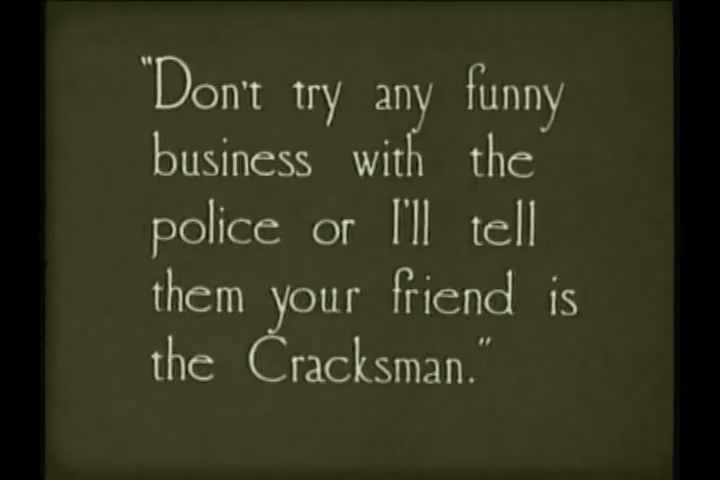 "Don't try any funny
business with the
police or I'll tell
them your friend is
the Cracksman."